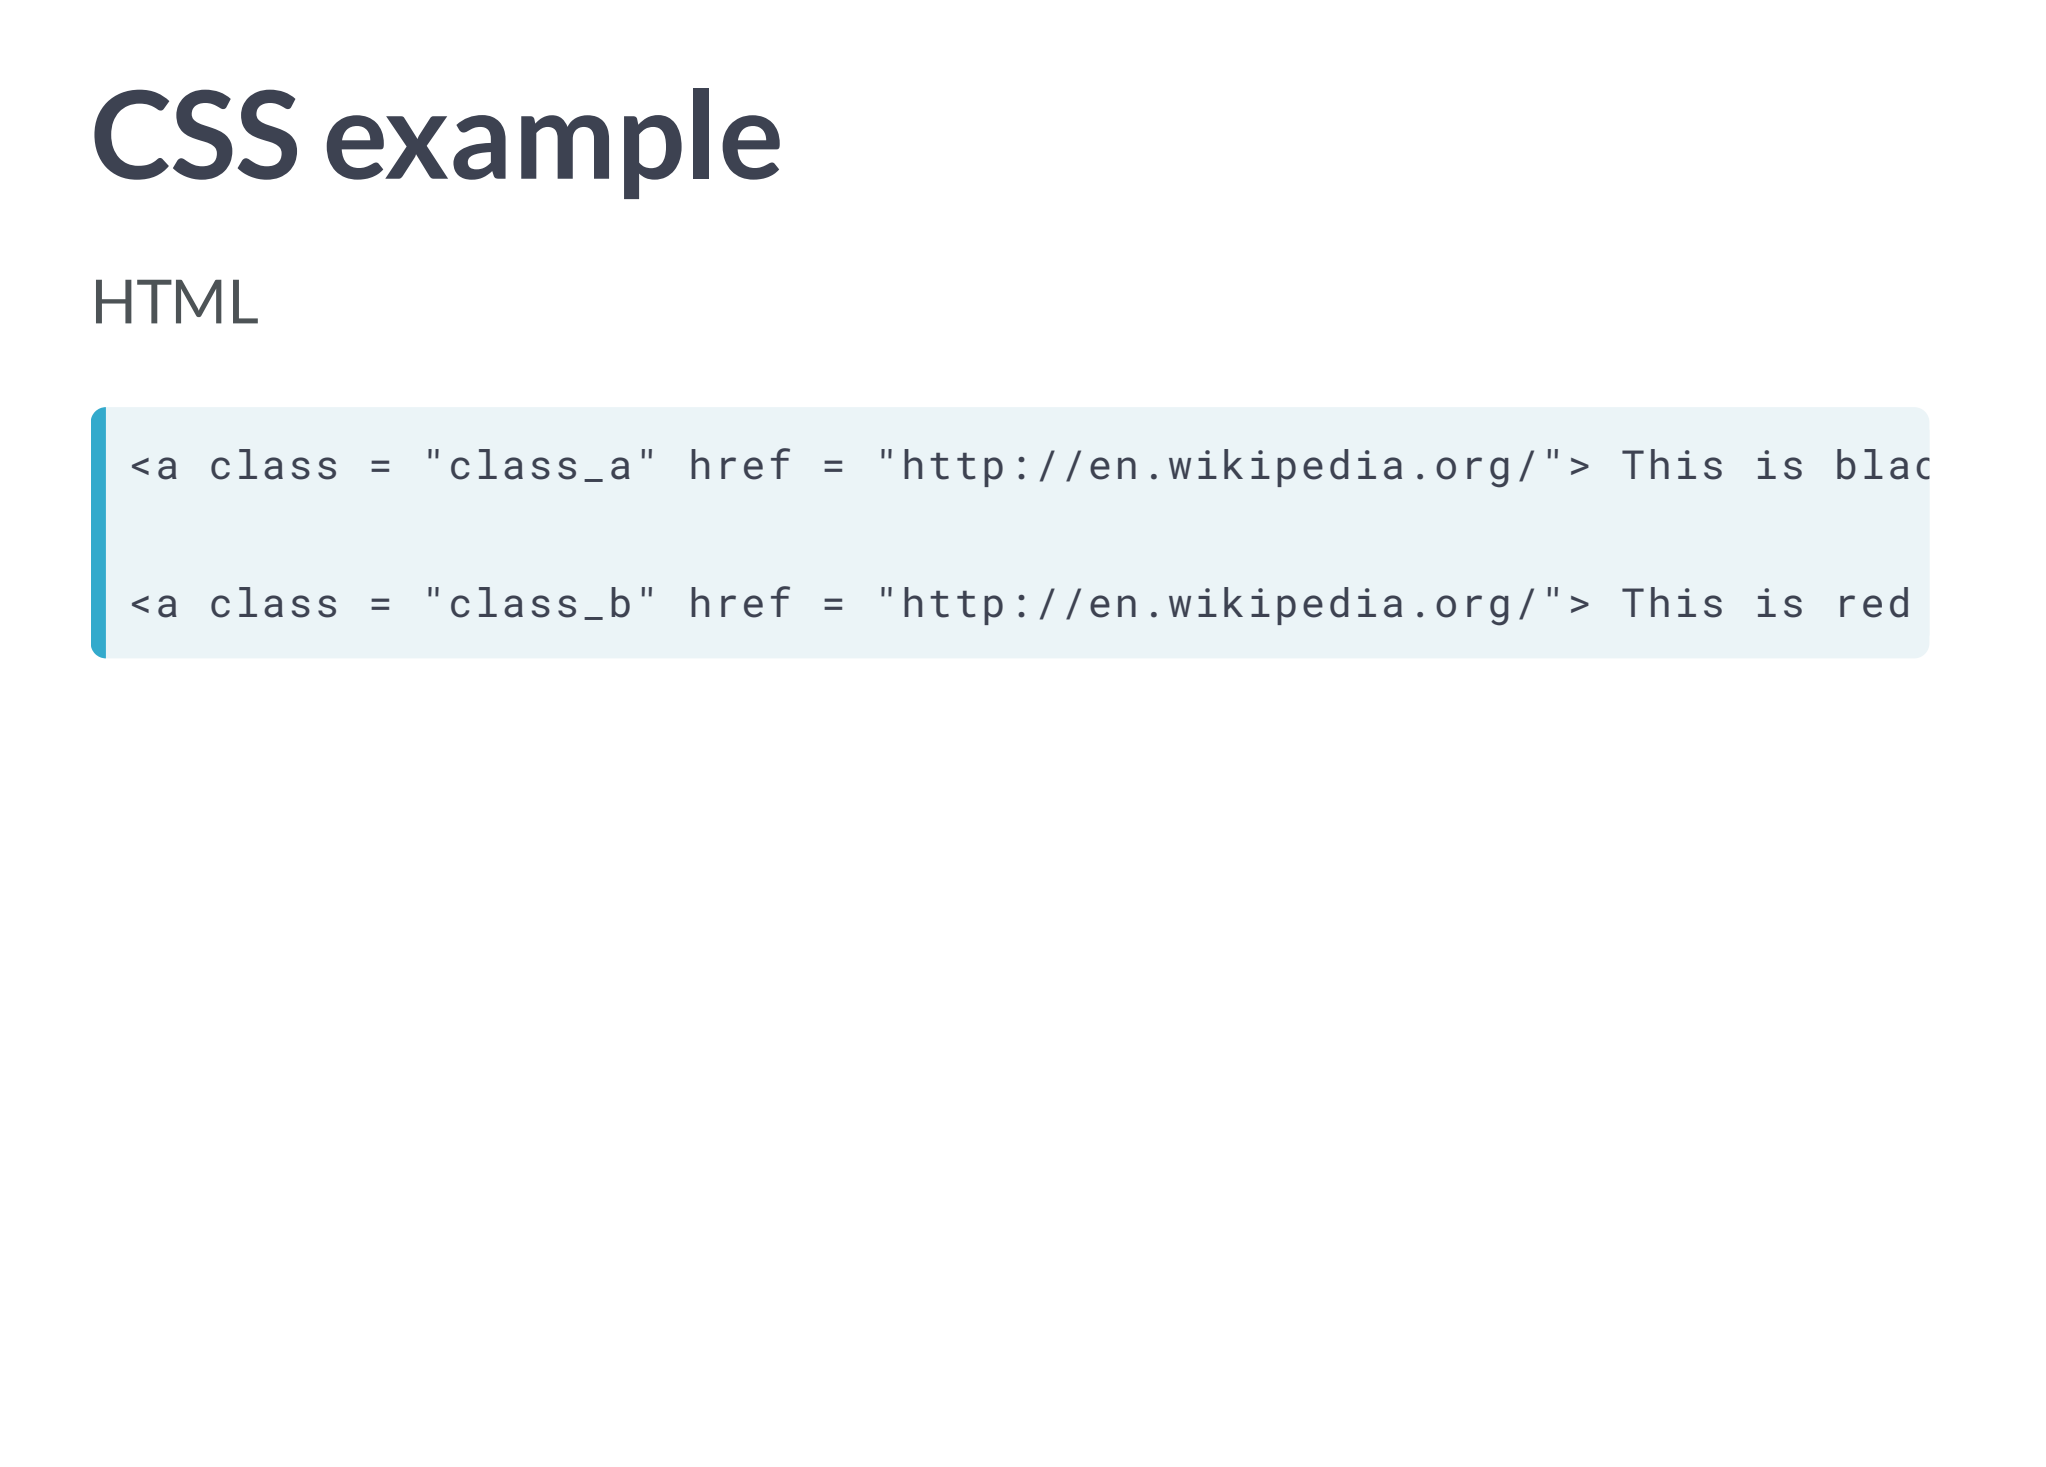 CSS example
HTML
<a class = "class_a" href = "http://en.wikipedia.org/"> This is blac
<a class = "class_b" href = "http://en.wikipedia.org/"> This is red